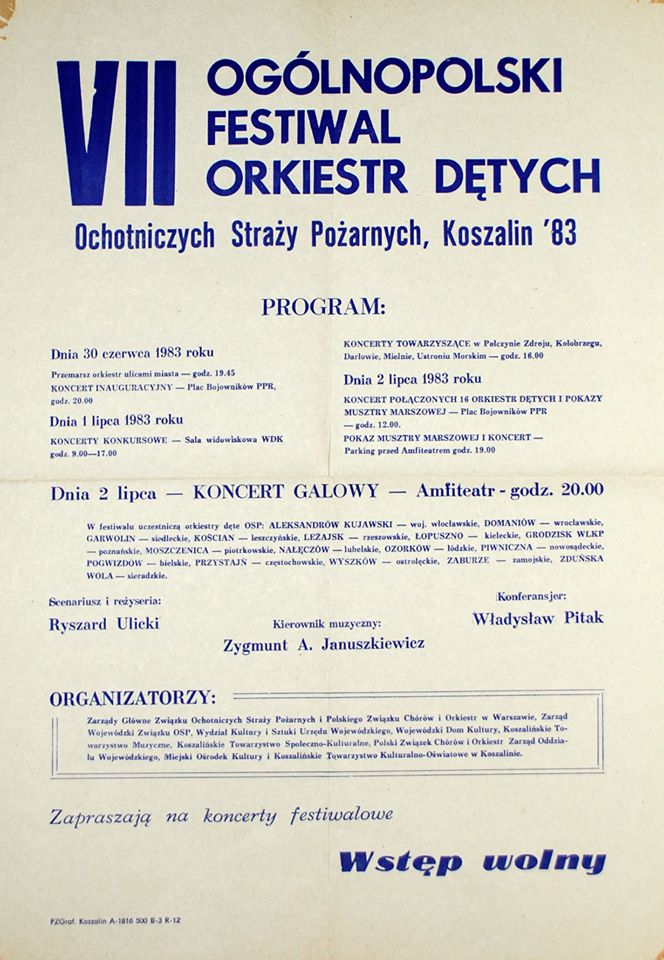 VII
OGÓLNOPOLSKI
FESTIWAL
ORKIESTR DĘTYCH
Ochotniczych Straży Pożarnych, Koszalin '83
PROGRAM:
Dnia 30 czerwca 1983 roku
Przemarsz orkiestr ulicami miasta — godz. 19.45
KONCERT INAUGURACYJNY — Plac Bojowników PPR,
godz. 20.00
Dnia 1 lipca 1983 roku
KONCERTY KONKURSOWE — Sala widowiskowa WDK
godz. 9.00—17.00
KONCERTY TOWARZYSZĄCE w Połczynie Zdroju, Kołobrzegu,
Darłowie, Mielnie, Ustroniu Morskim — godz. 16.00
Dnia 2 lipca 1983 roku
KONCERT POŁĄCZONYCH 16 ORKIESTR DĘTYCH I POKAZY
MUSZTRY MARSZOWEJ — Plac Bojowników PPR
— godz. 12.00.
POKAZ MUSZTRY MARSZOWEJ I KONCERT —
Parking przed Amfiteatrem godz. 19.00
Dnia 2 lipca — KONCERT GALOWY — Amfiteatr - godz. 20.00
W festiwalu uczestniczą orkiestry dęte OSP: ALEKSANDRÓW KUJAWSKI — woj. włocławskie, DOMANIÓW — wrocławskie,
GARWOLIN — siedleckie, KOŚCIAN — leszczyńskie, LEŻAJSK — rzeszowskie, ŁOPUSZNO — kieleckie, GRODZISK WLKP
— poznańskie, MOSZCZENICA — piotrkowskie, NAŁĘCZÓW — lubelskie, OZORKÓW — łódzkie, PIWNICZNA — nowosądeckie,
POGWIZDÓW — bielskie, PRZYSTAJŃ — częstochowskie, WYSZKÓW — ostrołęckie, ZABURZE — zamojskie, ZDUŃSKA
WOLA — sieradzkie.
Scenariusz i reżyseria:
Ryszard Ulicki
Kierownik muzyczny:
Zygmunt A. Januszkiewicz
Konferansjer:
Władysław Pitak
ORGANIZATORZY:
Zarządy Główne Związku Ochotniczych Straży Pożarnych i Polskiego Związku Chórów i Orkiestr w Warszawie, Zarząd
Wojewódzki Związku OSP, Wydział Kultury i Sztuki Urzędu Wojewódzkiego, Wojewódzki Dom Kultury, Koszalińskie To-
warzystwo Muzyczne, Koszalińskie Towarzystwo Społeczno-Kulturalne, Polski Związek Chórów i Orkiestr Zarząd Oddzia-
łu Wojewódzkiego, Miejski Ośrodek Kultury i Koszalińskie Towarzystwo Kulturalno-Oświatowe w Koszalinie.
Zapraszają na koncerty festiwalowe
Wstęp wolny
PZGraf. Koszalin A-1816 500 B-3 R-12